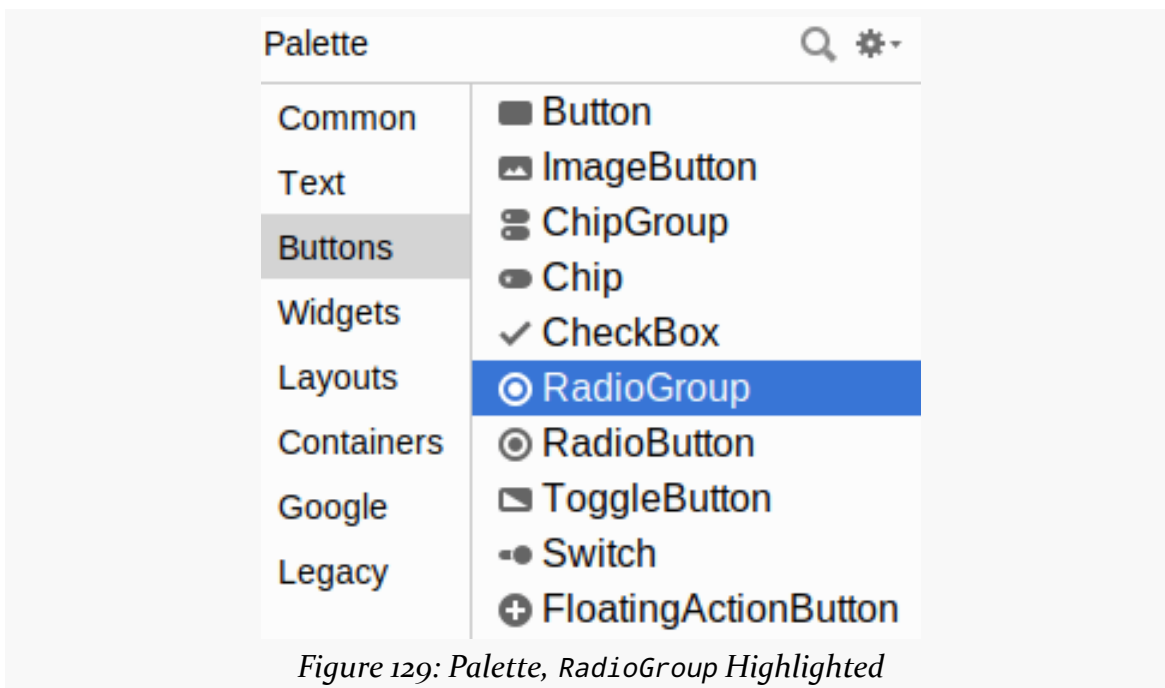 Palette
Common
Text
Buttons
Widgets
Layouts
Containers
Google
Legacy
Button
ImageButton
ChipGroup
Chip
CheckBox
RadioGroup
RadioButton
ToggleButton
Switch
FloatingActionButton
Figure 129: Palette, RadioGroup Highlighted